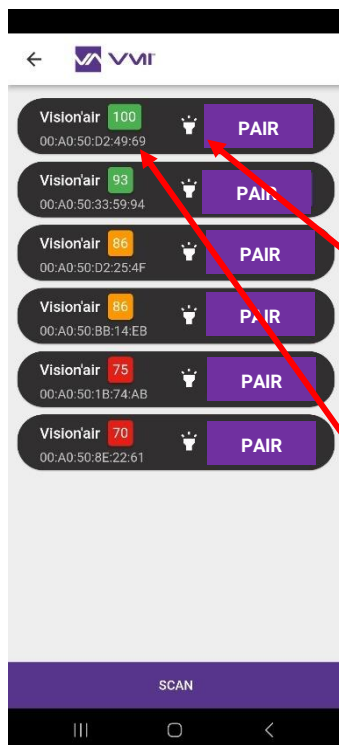 VMI
Vision'air 100
00:A0:50:D2:49:69
PAIR
Vision'air 93
00:A0:50:33:59:94
PAIR
Vision'air 86
00:A0:50:D2:25:4F
PAIR
Vision'air 86
00:A0:50:BB:14:EB
PAIR
Vision'air 75
00:A0:50:1B:74:AB
PAIR
Vision'air 70
00:A0:50:8E:22:61
PAIR
SCAN